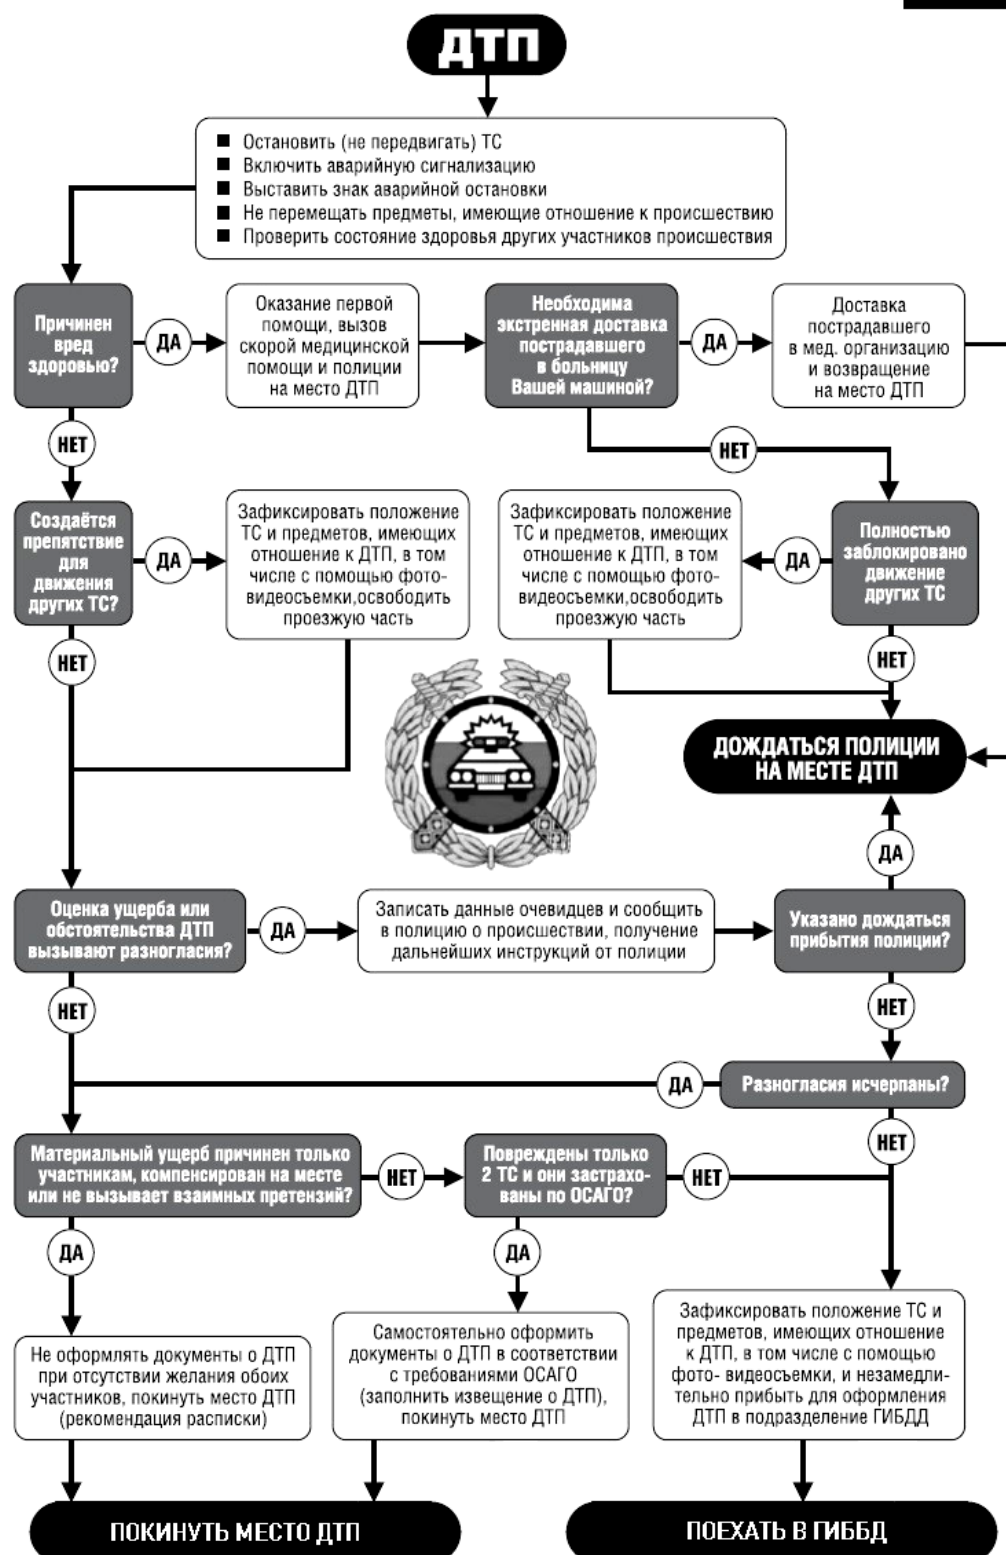 ДТП
Остановить (не передвигать) ТС
Включить аварийную сигнализацию
Выставить знак аварийной остановки
Не перемещать предметы, имеющие отношение к происшествию
Проверить состояние здоровья других участников происшествия
Причинен
вред
здоровью?
ДА
Оказание первой
помощи, вызов
скорой медицинской
помощи и полиции
на место ДТП
Необходима
экстренная доставка
пострадавшего
в больницу
Вашей машиной?
ДА
Доставка
пострадавшего
в мед. организацию
и возвращение
на место ДТП
НЕТ
НЕТ
Создаётся
препятствие
для
движения
других ТС?
ДА
Зафиксировать положение
ТС и предметов, имеющих
отношение к ДТП, в том
числе с помощью фото-
видеосъемки,освободить
проезжую часть
Зафиксировать положение
ТС и предметов, имеющих
отношение к ДТП, в том
числе с помощью фото-
видеосъемки,освободить
проезжую часть
ДА
Полностью
заблокировано
движение
других ТС
НЕТ
НЕТ
ДОЖДАТЬСЯ ПОЛИЦИИ
НА МЕСТЕ ДТП
ДА
Оценка ущерба или
обстоятельства ДТП
вызывают разногласия?
ДА
Записать данные очевидцев и сообщить
в полицию о происшествии, получение
дальнейших инструкций от полиции
Указано дождаться
прибытия полиции?
НЕТ
НЕТ
ДА
Разногласия исчерпаны?
НЕТ
Материальный ущерб причинен только
участникам, компенсирован на месте
или не вызывает взаимных претензий?
НЕТ
Повреждены только
2 ТС и они застрахо-
ваны по ОСАГО?
НЕТ
ДА
ДА
Не оформлять документы о ДТП
при отсутствии желания обоих
участников, покинуть место ДТП
(рекомендация расписки)
Самостоятельно оформить
документы о ДТП в соответствии
с требованиями ОСАГО
(заполнить извещение о ДТП),
покинуть место ДТП
Зафиксировать положение ТС и
предметов, имеющих отношение
к ДТП, в том числе с помощью
фото- видеосъемки, и незамедли-
тельно прибыть для оформления
ДТП в подразделение ГИБДД
ПОКИНУТЬ МЕСТО ДТП
ПОЕХАТЬ В ГИББД